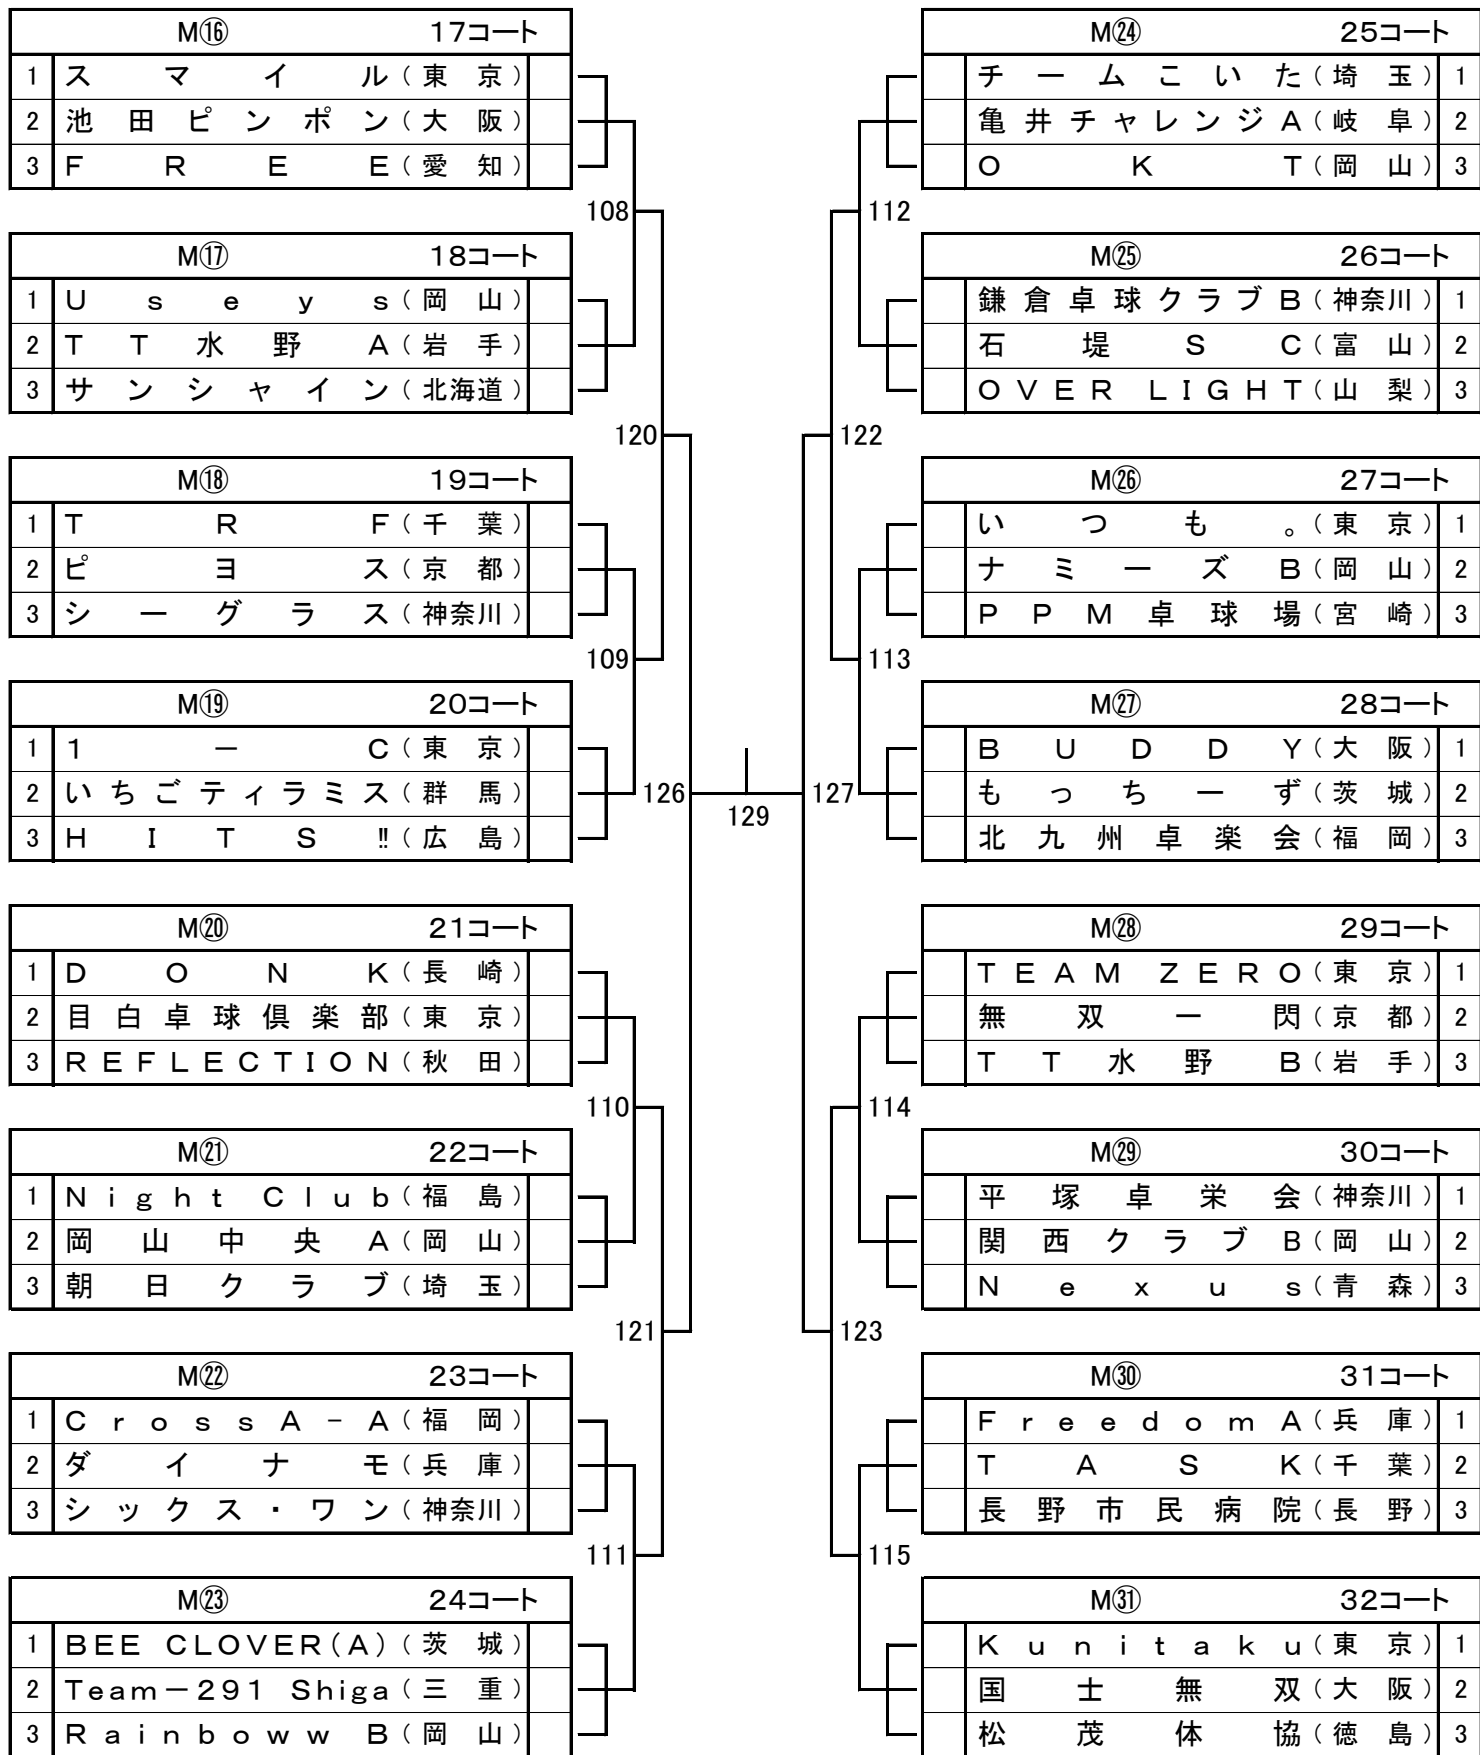 M⑯ 17コート
1 スマイル(東京)
2 池田ピンポン(大阪)
3 FREE(愛知)
108
M⑰ 18コート
1 Useys(岡山)
2 TT水野A(岩手)
3 サンシャイン(北海道)
120
M⑱ 19コート
1 TRF(千葉)
2 ピヨス(京都)
3 シーグラス(神奈川)
109
M⑲ 20コート
1 1-C(東京)
2 いちごティラミス(群馬)
3 HITS!!(広島)
126
129
M⑳ 21コート
1 DONK(長崎)
2 目白卓球倶楽部(東京)
3 REFLECTION(秋田)
110
M㉑ 22コート
1 Night Club(福島)
2 岡山中央A(岡山)
3 朝日クラブ(埼玉)
121
M㉒ 23コート
1 CrossA-A(福岡)
2 ダイナモ(兵庫)
3 シックス・ワン(神奈川)
111
M㉓ 24コート
1 BEE CLOVER(A)(茨城)
2 Team-291 Shiga(三重)
3 Rainboww B(岡山)
M㉔ 25コート
チームこいた(埼玉) 1
亀井チャレンジA(岐阜) 2
OKT(岡山) 3
112
M㉕ 26コート
鎌倉卓球クラブB(神奈川) 1
石堤SC(富山) 2
OVER LIGHT(山梨) 3
122
M㉖ 27コート
いつも。(東京) 1
ナミーズB(岡山) 2
PPM卓球場(宮崎) 3
113
M㉗ 28コート
BUDDY(大阪) 1
もっちーず(茨城) 2
北九州卓楽会(福岡) 3
127
M㉘ 29コート
TEAM ZERO(東京) 1
無双一閃(京都) 2
TT水野B(岩手) 3
114
M㉙ 30コート
平塚卓栄会(神奈川) 1
関西クラブB(岡山) 2
Nexus(青森) 3
123
M㉚ 31コート
FreedomA(兵庫) 1
TASK(千葉) 2
長野市民病院(長野) 3
115
M㉛ 32コート
Kunitaku(東京) 1
国士無双(大阪) 2
松茂体協(徳島) 3